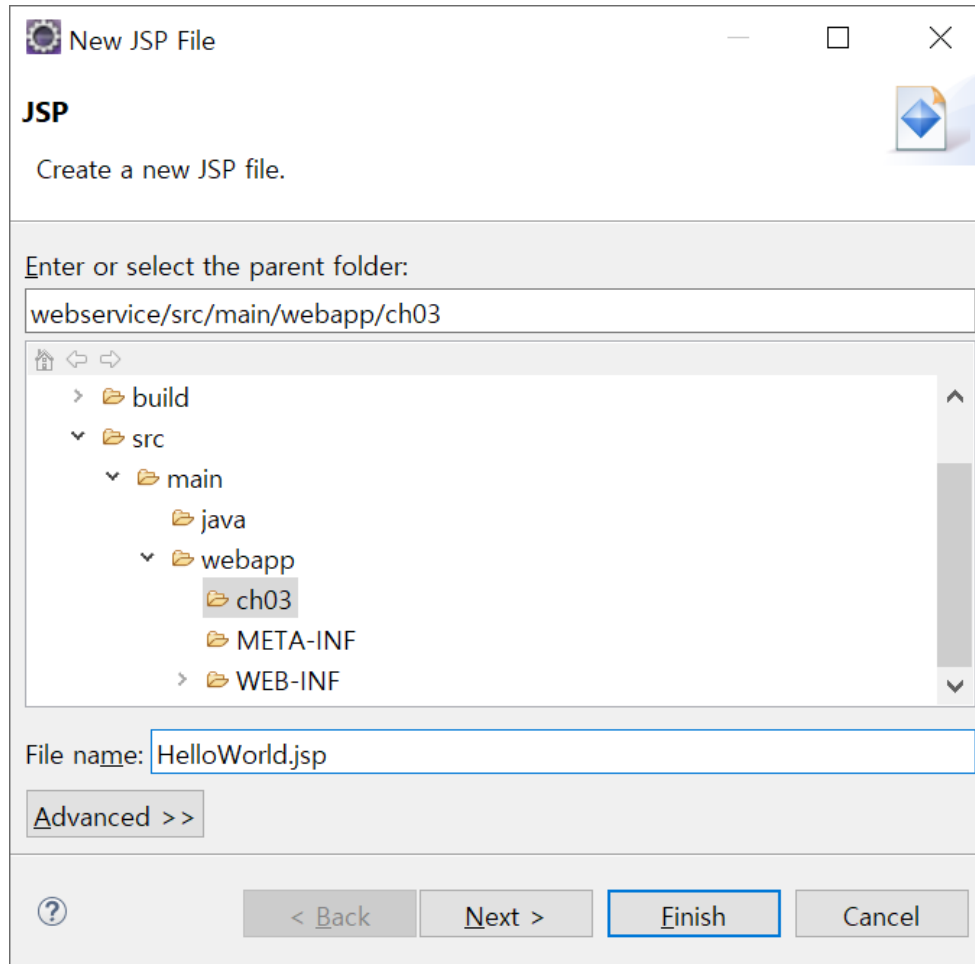 New JSP File
JSP
Create a new JSP file.
Enter or select the parent folder:
webservice/src/main/webapp/ch03
build
src
main
java
webapp
ch03
META-INF
WEB-INF
File name: HelloWorld.jsp
Advanced >>
? < Back Next > Finish Cancel